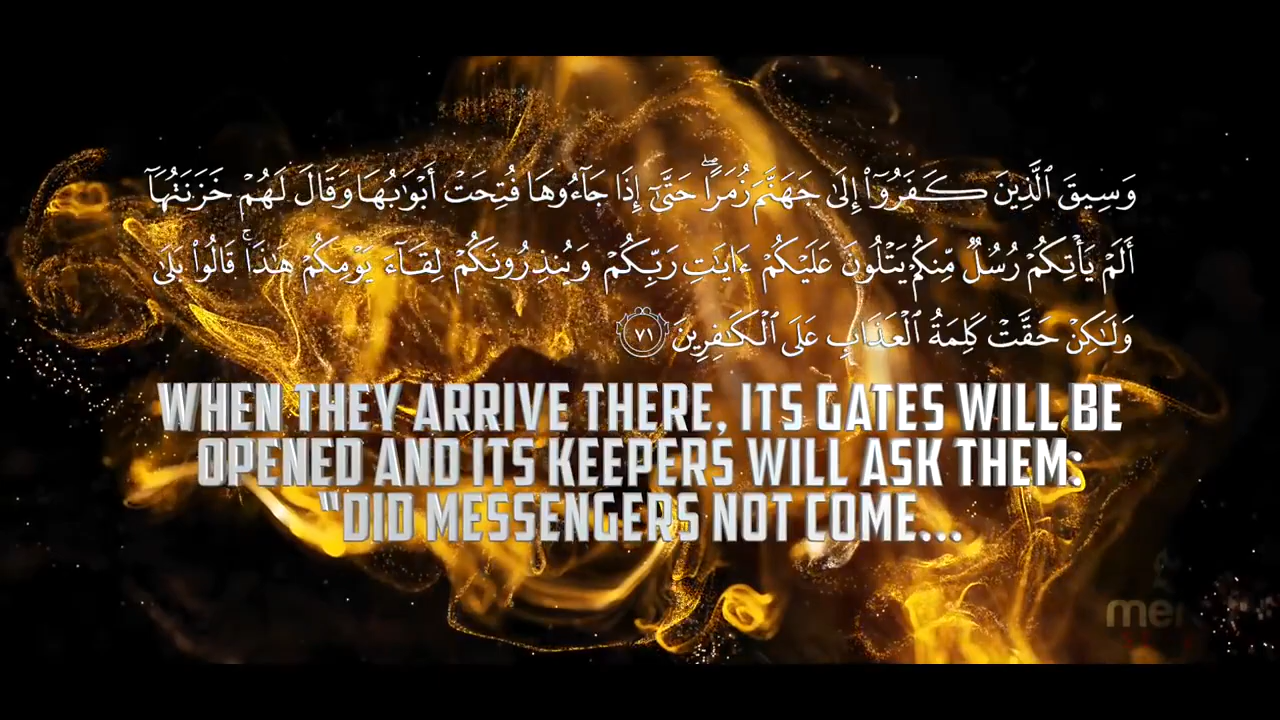 وَسِيقَ ٱلَّذِينَ كَفَرُوٓا۟ إِلَىٰ جَهَنَّمَ زُمَرًا ۖ حَتَّىٰٓ إِذَا جَآءُوهَا فُتِحَتْ أَبْوَٰبُهَا وَقَالَ لَهُمْ خَزَنَتُهَآ
أَلَمْ يَأْتِكُمْ رُسُلٌ مِّنكُمْ يَتْلُونَ عَلَيْكُمْ ءَايَٰتِ رَبِّكُمْ وَيُنذِرُونَكُمْ لِقَآءَ يَوْمِكُمْ هَٰذَا ۚ قَالُوا۟ بَلَىٰ
وَلَٰكِنْ حَقَّتْ كَلِمَةُ ٱلْعَذَابِ عَلَى ٱلْكَٰفِرِينَ ٧١
WHEN THEY ARRIVE THERE, ITS GATES WILL BE
OPENED AND ITS KEEPERS WILL ASK THEM:
“DID MESSENGERS NOT COME...